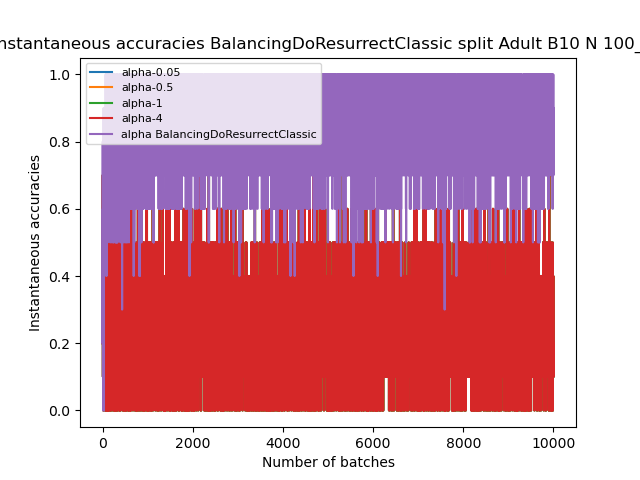 nstantaneous accuracies BalancingDoResurrectClassic split Adult B10 N 100_
alpha-0.05
alpha-0.5
alpha-1
alpha-4
alpha BalancingDoResurrectClassic
Instantaneous accuracies
1.0
0.8
0.6
0.4
0.2
0.0
0
2000
4000
6000
8000
10000
Number of batches